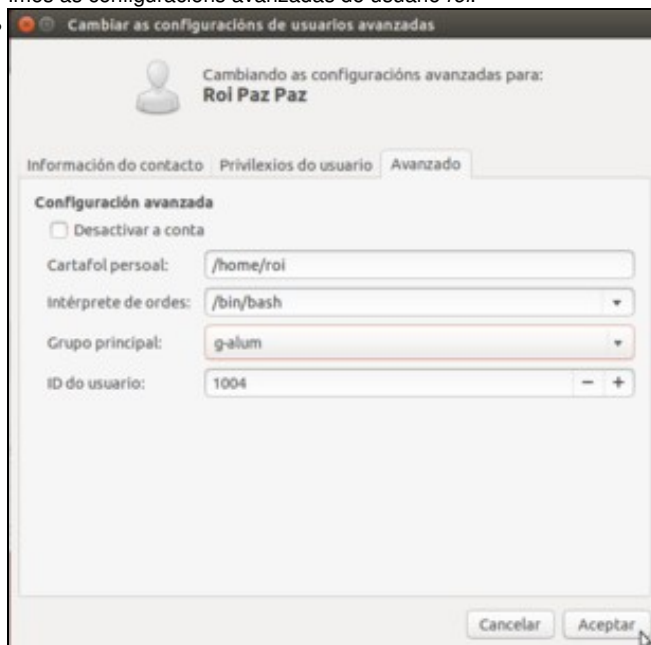 Cambiar as configuracións de usuarios avanzadas
Cambiando as configuracións avanzadas para:
Roi Paz Paz
Información do contacto Privilexios do usuario Avanzado
Configuración avanzada
Desactivar a conta
Cartafol persoal: /home/roi
Intérprete de ordes: /bin/bash
Grupo principal: g-alum
ID do usuario: 1004 − +
Cancelar Aceptar